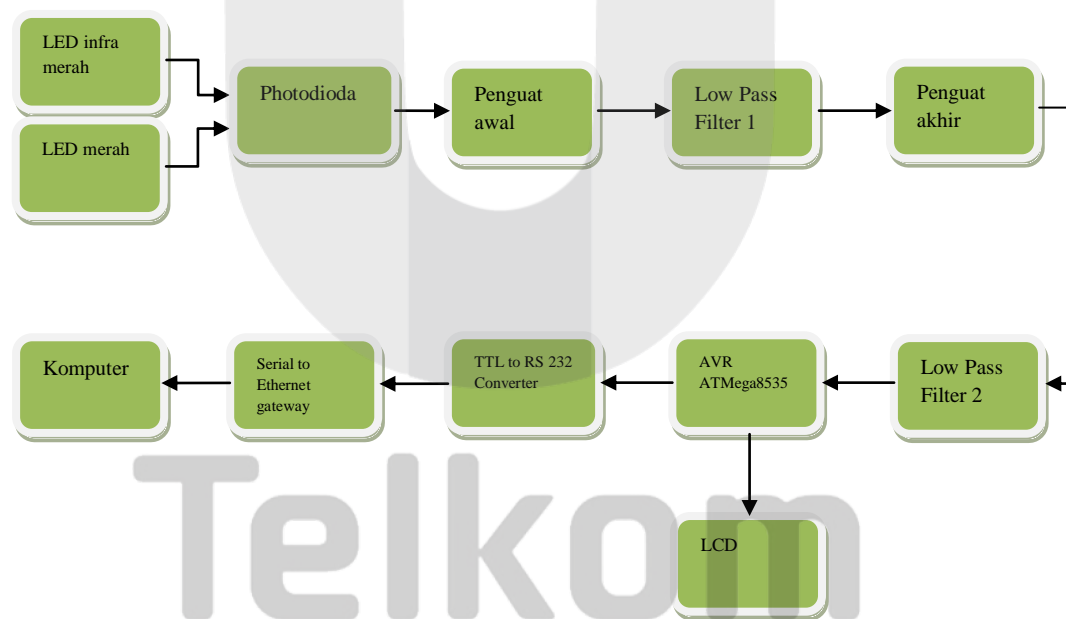 LED infra
merah
LED merah
Photodioda
Penguat
awal
Low Pass
Filter 1
Penguat
akhir
Komputer
Serial to
Ethernet
gateway
TTL to RS 232
Converter
AVR
ATMega8535
Low Pass
Filter 2
LCD
Telkom